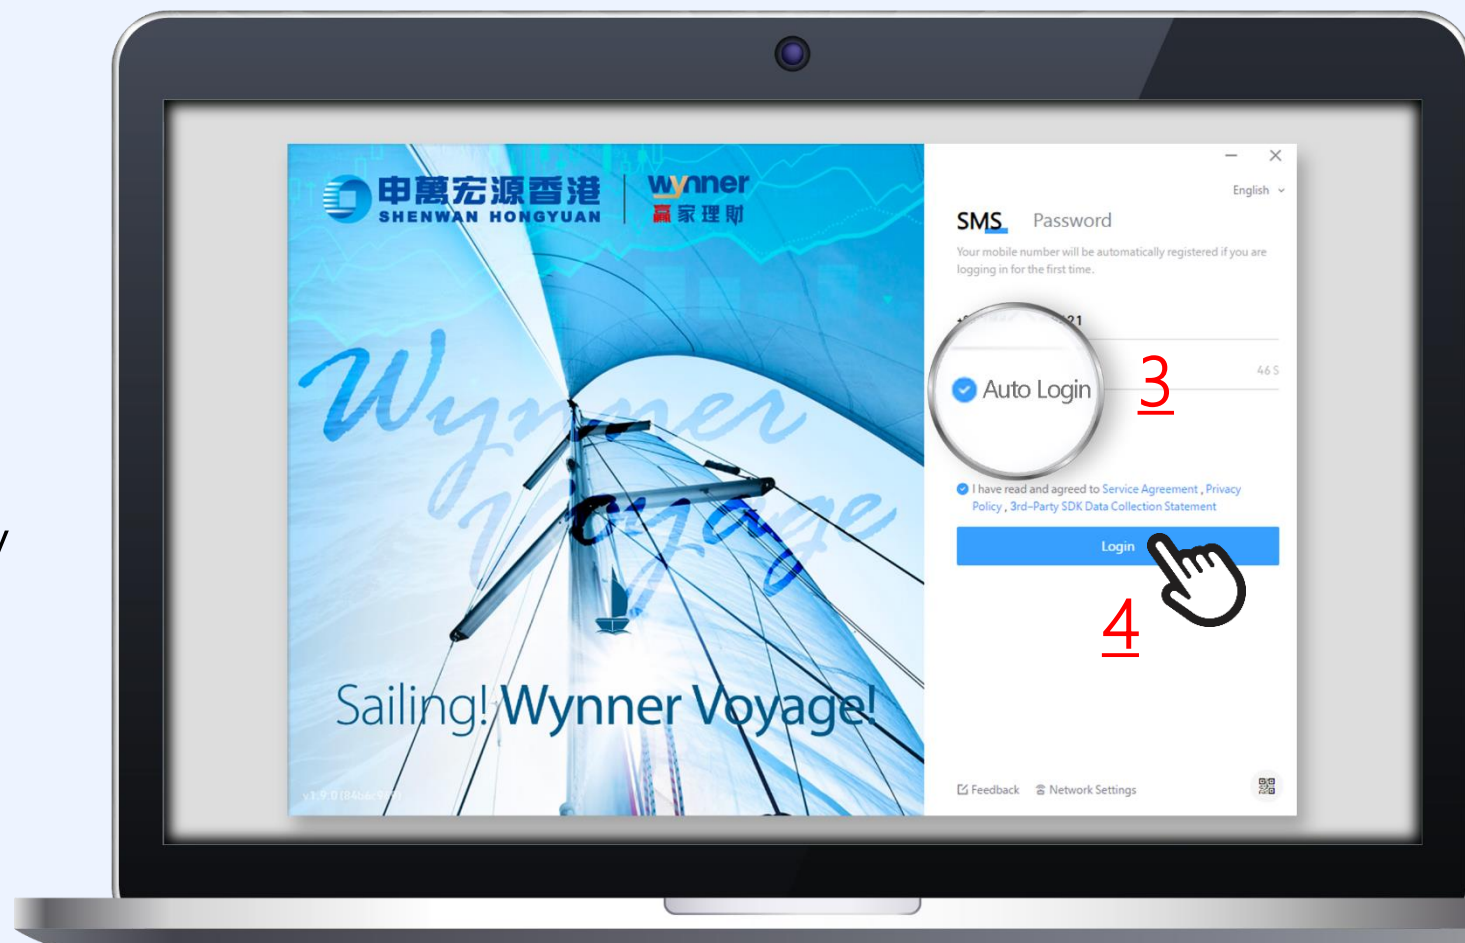 申萬宏源香港
SHENWAN HONGYUAN
wynner
赢家理財
English
SMS Password
Your mobile number will be automatically registered if you are
logging in for the first time.
21
46 S
Auto Login
3
I have read and agreed to Service Agreement , Privacy
Policy , 3rd-Party SDK Data Collection Statement
Login
4
Wynner
Voyage
Sailing! Wynner Voyage!
Feedback Network Settings
y